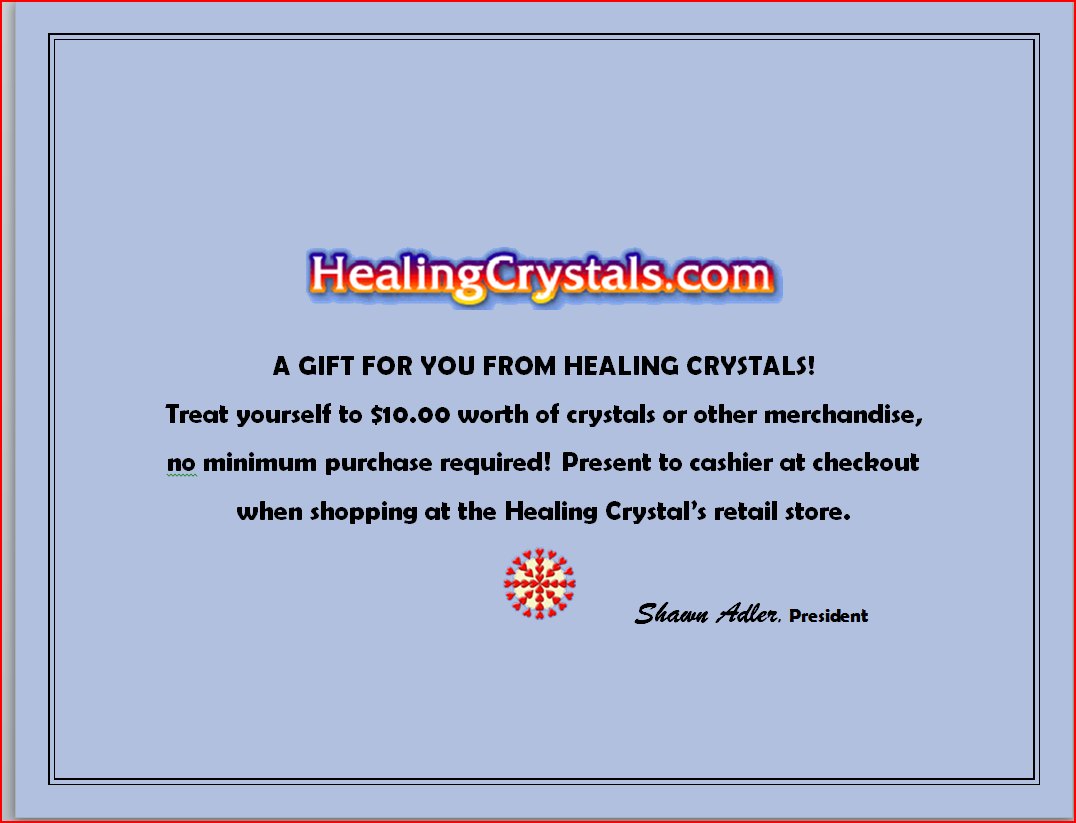 HealingCrystals.com
A GIFT FOR YOU FROM HEALING CRYSTALS!
Treat yourself to $10.00 worth of crystals or other merchandise,
no minimum purchase required! Present to cashier at checkout
when shopping at the Healing Crystal's retail store.
Shawn Adler, President